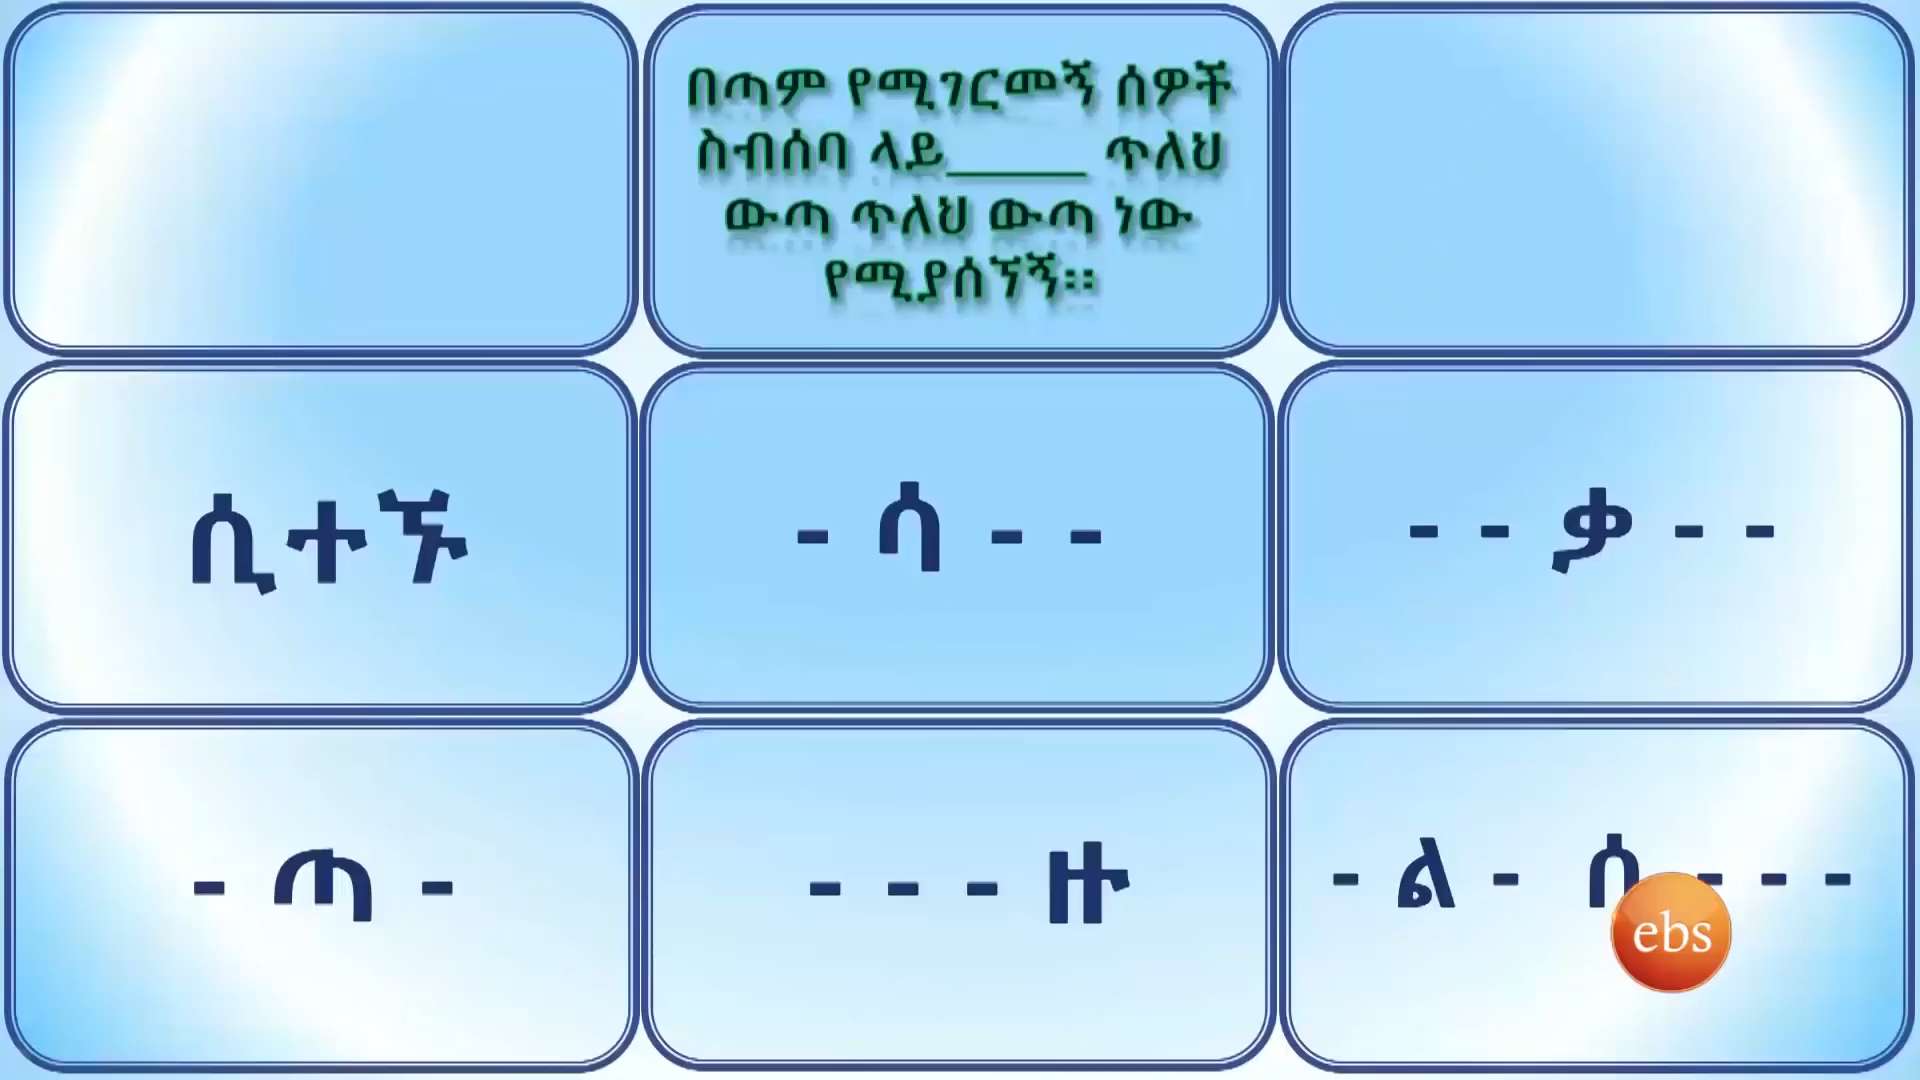 በጣም የሚገርመኝ ሰዎች
ስብሰባ ላይ_____ ጥለህ
ውጣ ጥለህ ውጣ ነው
የሚያሰኘኝ፡፡
ሲተኙ
- ሳ - -
- - ቃ - -
- ጣ -
- - - ዙ
- ል - ሰ - - -
ebs